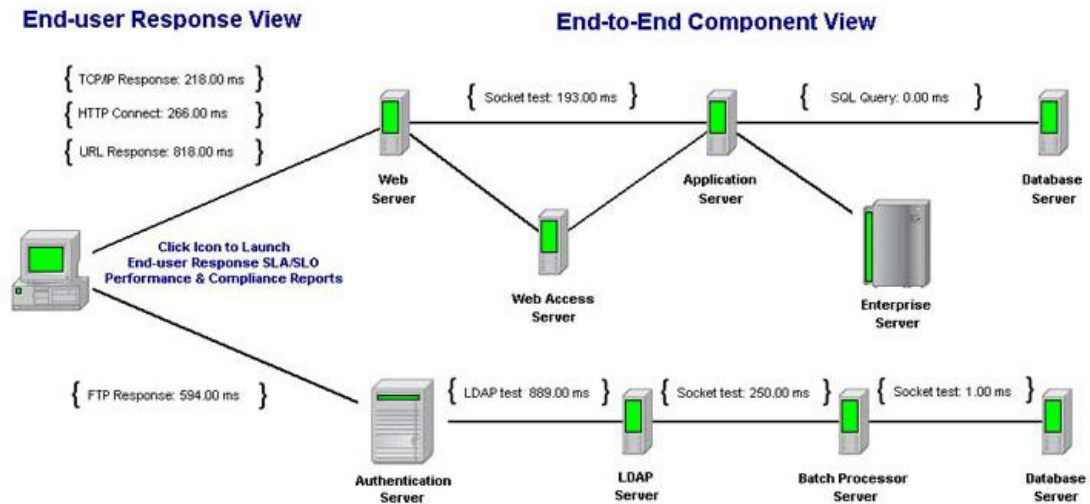 End-user Response View
End-to-End Component View
{ TCP/IP Response: 218.00 ms }
{ HTTP Connect: 266.00 ms }
{ URL Response: 818.00 ms }
{ Socket test: 193.00 ms }
{ SQL Query: 0.00 ms }
Web
Server
Application
Server
Database
Server
Click Icon to Launch
End-user Response SLA/SLO
Performance & Compliance Reports
Web Access
Server
Enterprise
Server
{ FTP Response: 594.00 ms }
{ LDAP test 889.00 ms }
{ Socket test: 250.00 ms }
{ Socket test: 1.00 ms }
Authentication
Server
LDAP
Server
Batch Processor
Server
Database
Server